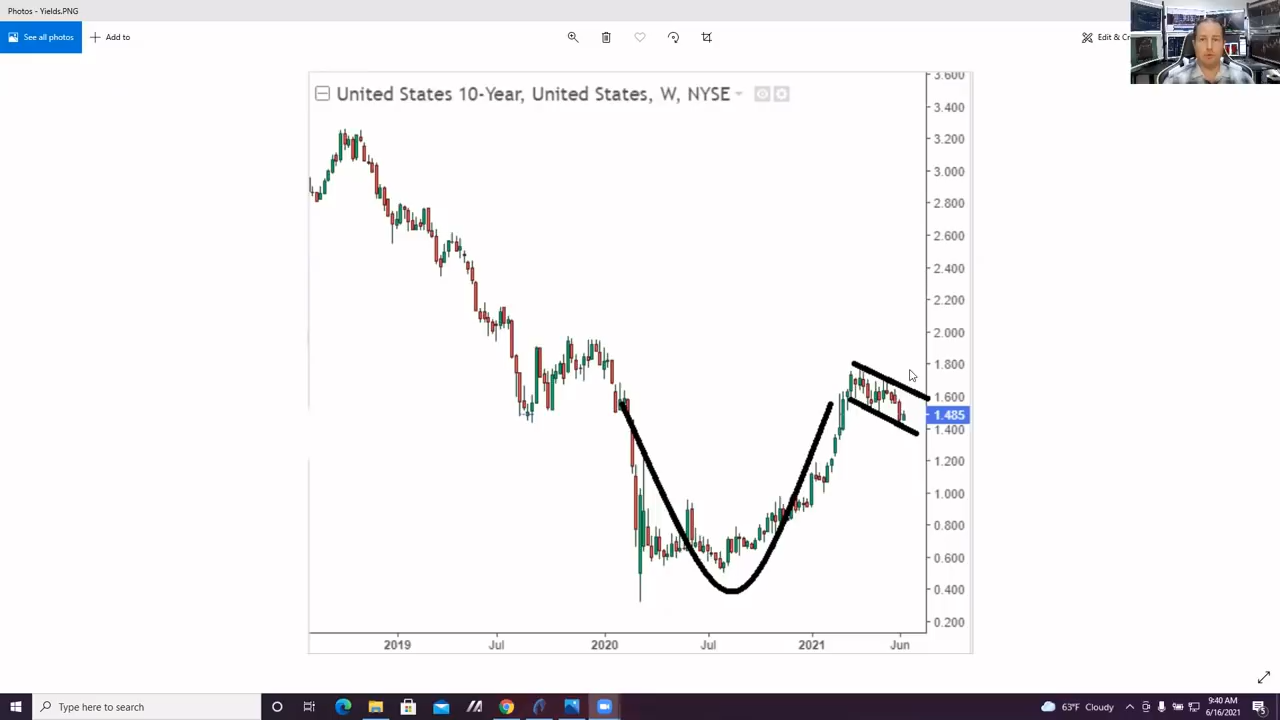 Photos - Yields.PNG
See all photos
Add to
Edit & Cr
United States 10-Year, United States, W, NYSE
3.600
3.400
3.200
3.000
2.800
2.600
2.400
2.200
2.000
1.800
1.600
1.485
1.400
1.200
1.000
0.800
0.600
0.400
0.200
2019
Jul
2020
Jul
2021
Jun
Type here to search
63°F Cloudy
9:40 AM
6/16/2021